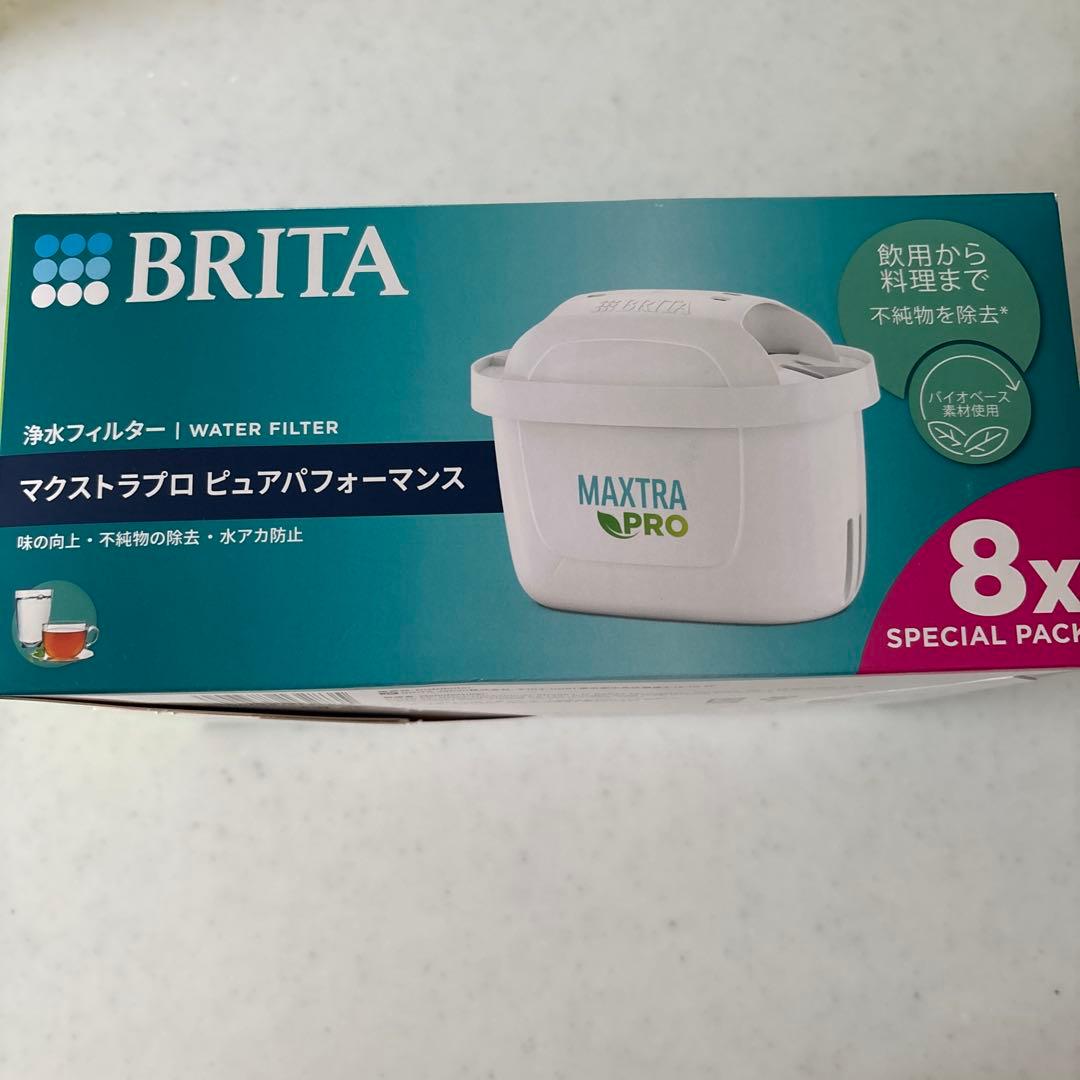 BRITA
飲用から
料理まで
不純物を除去*
BRITA
バイオベース
素材使用
浄水フィルター | WATER FILTER
マクストラプロ ピュアパフォーマンス
MAXTRA
PRO
味の向上・不純物の除去・水アカ防止
8x
SPECIAL PACK